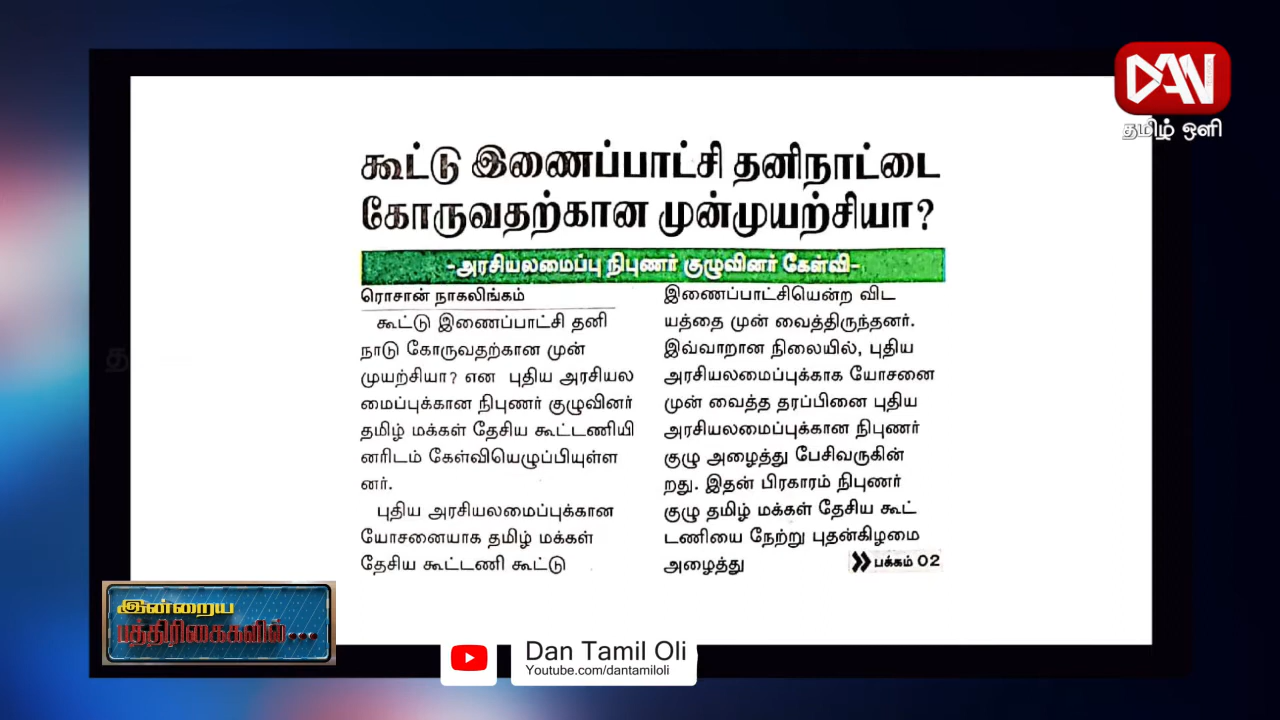 DAN
தமிழ் ஒளி
கூட்டு இணைப்பாட்சி தனிநாட்டை
கோருவதற்கான முன்முயற்சியா?
-அரசியலமைப்பு நிபுணர் குழுவினர் கேள்வி-
ரொசான் நாகலிங்கம்
கூட்டு இணைப்பாட்சி தனி
நாடு கோருவதற்கான முன்
முயற்சியா? என புதிய அரசியல
மைப்புக்கான நிபுணர் குழுவினர்
தமிழ் மக்கள் தேசிய கூட்டணியி
னரிடம் கேள்வியெழுப்பியுள்ள
னர்.
புதிய அரசியலமைப்புக்கான
யோசனையாக தமிழ் மக்கள்
தேசிய கூட்டணி கூட்டு
இணைப்பாட்சியென்ற விட
யத்தை முன் வைத்திருந்தனர்.
இவ்வாறான நிலையில், புதிய
அரசியலமைப்புக்காக யோசனை
முன் வைத்த தரப்பினை புதிய
அரசியலமைப்புக்கான நிபுணர்
குழு அழைத்து பேசிவருகின்
றது. இதன் பிரகாரம் நிபுணர்
குழு தமிழ் மக்கள் தேசிய கூட்
டணியை நேற்று புதன்கிழமை
அழைத்து
பக்கம் 02
இன்றைய
பத்திரிகைகளில்...
Dan Tamil Oli
Youtube.com/dantamiloli